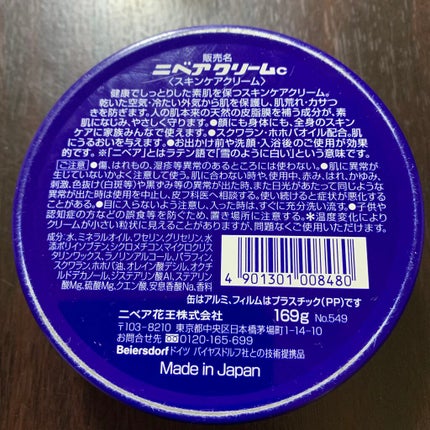 販売名
ニベアクリームc
〈スキンケアクリーム〉
健康でしっとりした素肌を保つスキンケアクリーム。
乾いた空気・冷たい外気から肌を保護し、肌荒れ・カサつ
きを防ぎます。人の肌本来の天然の皮脂膜を補う成分が、素
肌になじみ、やさしく守ります。●顔にも身体にも、全身のスキン
ケアに家族みんなで使えます。●スクワラン・ホホバオイル配合。肌
にうるおいを与えます。●お出かけ前や洗顔・入浴後のご使用が効果
的です。※「ニベア」とはラテン語で「雪のように白い」という意味です。
ご注意 ●傷、はれもの、湿疹等異常のあるところには使わない。●肌に異常が生
じていないかよく注意して使う。肌に合わない時や、使用中、赤み、はれ、かゆみ、
刺激、色抜け(白斑等)や黒ずみ等の異常が出た時、また日光があたって同じような
異常が出た時は使用を中止し、皮フ科医へ相談する。使い続けると症状が悪化する
ことがある。●目に入らないよう注意し、入った時は、すぐに充分洗い流す。●子供や
認知症の方などの誤食等を防ぐため、置き場所に注意する。＊温度変化により
クリームが小さい粒状に見えることがありますが、問題なくご使用になれます。
成分:水、ミネラルオイル、ワセリン、グリセリン、水
添ポリイソブテン、シクロメチコン、マイクロクリス
タリンワックス、ラノリンアルコール、パラフィン、
スクワラン、ホホバ油、オレイン酸デシル、オクチ
ルドデカノール、ジステアリン酸Al、ステアリン
酸Mg、硫酸Mg、クエン酸、安息香酸Na、香料
4 901301 008480
缶はアルミ、フィルムはプラスチック(PP)です
ニベア花王株式会社 169g No.549
〒103-8210 東京都中央区日本橋茅場町1-14-10
お問合せ先 0120-165-699
Beiersdorf ドイツ バイヤスドルフ社との技術提携品
Made in Japan